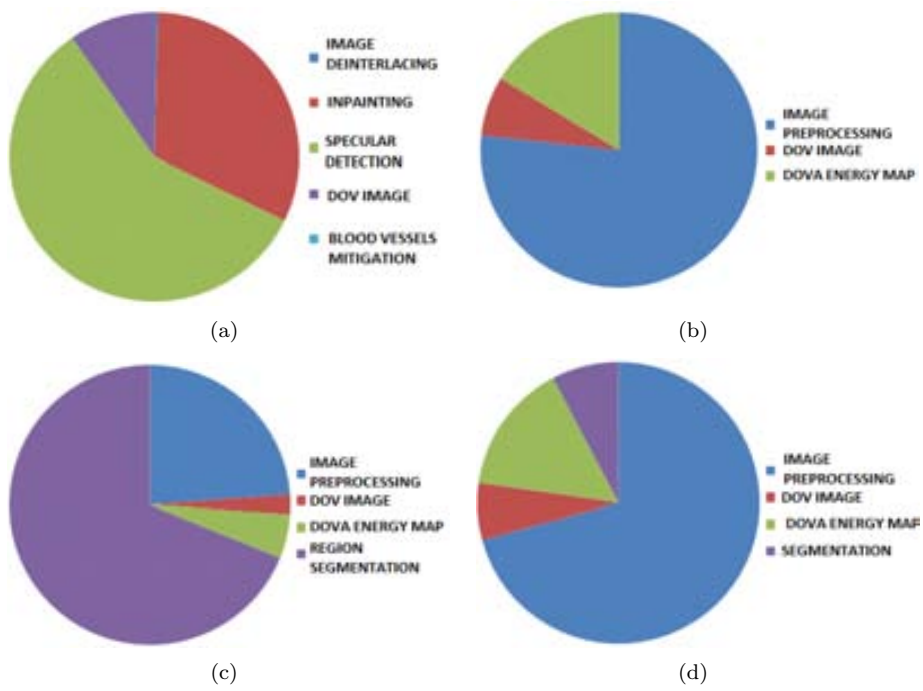 IMAGE
DEINTERLACING
INPAINTING
SPECULAR
DETECTION
DOV IMAGE
BLOOD VESSELS
MITIGATION
(a)
IMAGE
PREPROCESSING
DOV IMAGE
DOVA ENERGY MAP
(b)
IMAGE
PREPROCESSING
DOV IMAGE
DOVA ENERGY MAP
REGION
SEGMENTATION
(c)
IMAGE
PREPROCESSING
DOV IMAGE
DOVA ENERGY MAP
SEGMENTATION
(d)